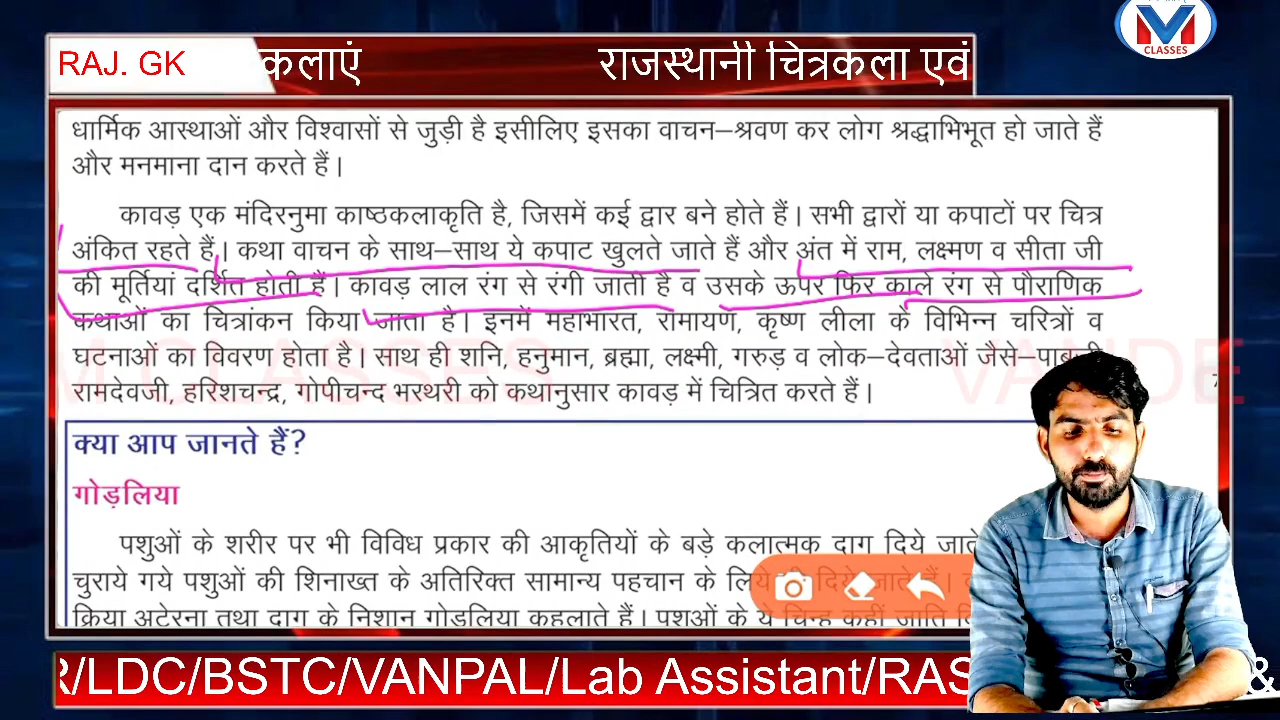 M
CLASSES
RAJ. GK
कलाएं राजस्थानी चित्रकला एवं
धार्मिक आस्थाओं और विश्वासों से जुड़ी है इसीलिए इसका वाचन–श्रवण कर लोग श्रद्धाभिभूत हो जाते हैं
और मनमाना दान करते हैं।
कावड़ एक मंदिरनुमा काष्ठकलाकृति है, जिसमें कई द्वार बने होते हैं। सभी द्वारों या कपाटों पर चित्र
अंकित रहते हैं। कथा वाचन के साथ–साथ ये कपाट खुलते जाते हैं और अंत में राम, लक्ष्मण व सीता जी
की मूर्तियां दर्शित होती हैं। कावड़ लाल रंग से रंगी जाती है व उसके ऊपर फिर काले रंग से पौराणिक
कथाओं का चित्रांकन किया जाता है। इनमें महाभारत, रामायण, कृष्ण लीला के विभिन्न चरित्रों व
घटनाओं का विवरण होता है। साथ ही शनि, हनुमान, ब्रह्मा, लक्ष्मी, गरुड़ व लोक–देवताओं जैसे–
रामदेवजी, हरिशचन्द्र, गोपीचन्द भरथरी को कथानुसार कावड़ में चित्रित करते हैं।
M CLASSES VANDE
क्या आप जानते हैं?
गोड़लिया
पशुओं के शरीर पर भी विविध प्रकार की आकृतियों के बड़े कलात्मक दाग दिये जाते
चुराये गये पशुओं की शिनाख्त के अतिरिक्त सामान्य पहचान के लिये भी दिये जाते हैं।
क्रिया अटेरना तथा दाग के निशान गोड़लिया कहलाते हैं। पशुओं के ये चिन्ह कहीं जाति
R/LDC/BSTC/VANPAL/Lab Assistant/RAS &